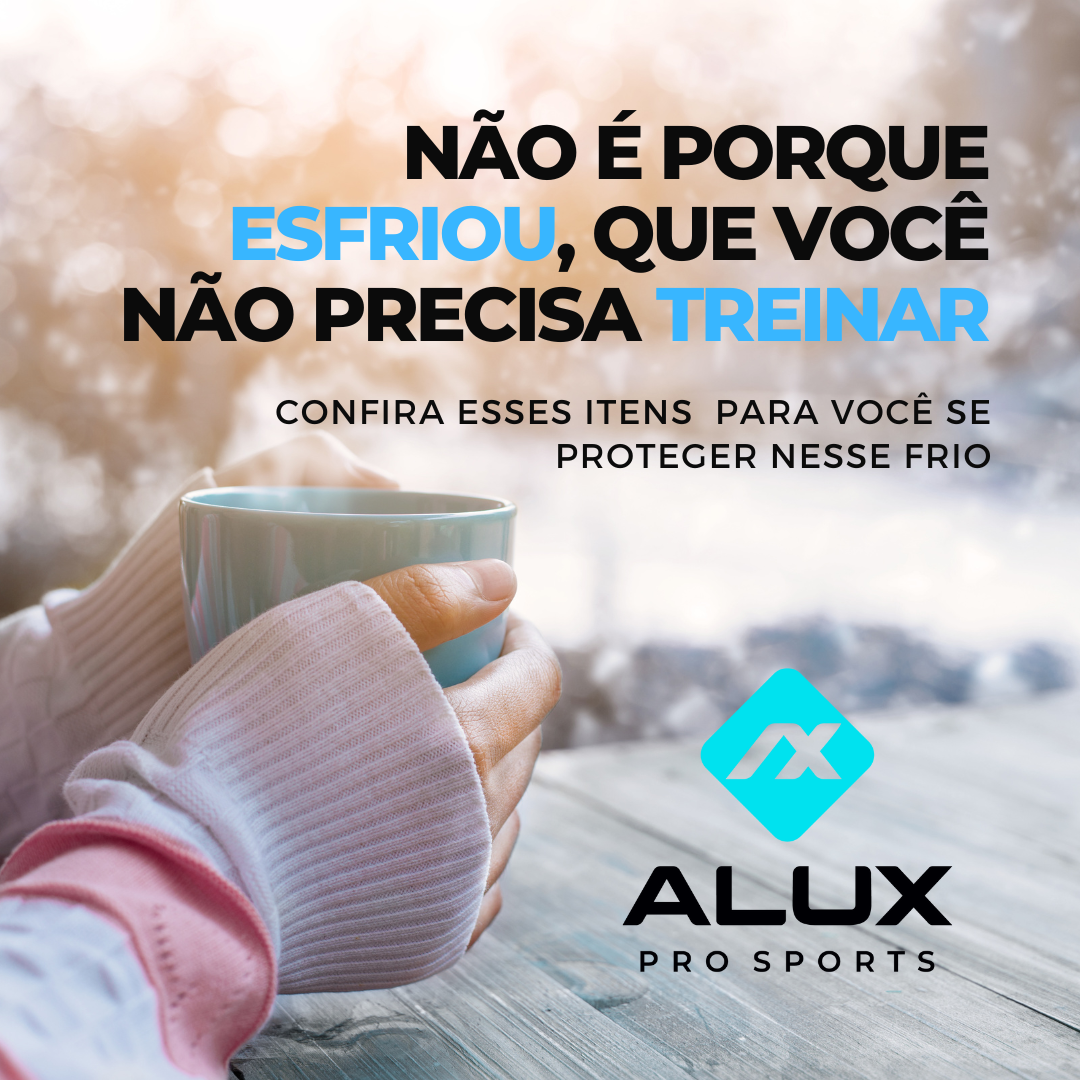 NÃO É PORQUE
ESFRIOU, QUE VOCÊ
NÃO PRECISA TREINAR
CONFIRA ESSES ITENS PARA VOCÊ SE
PROTEGER NESSE FRIO
AX
ALUX
PRO SPORTS